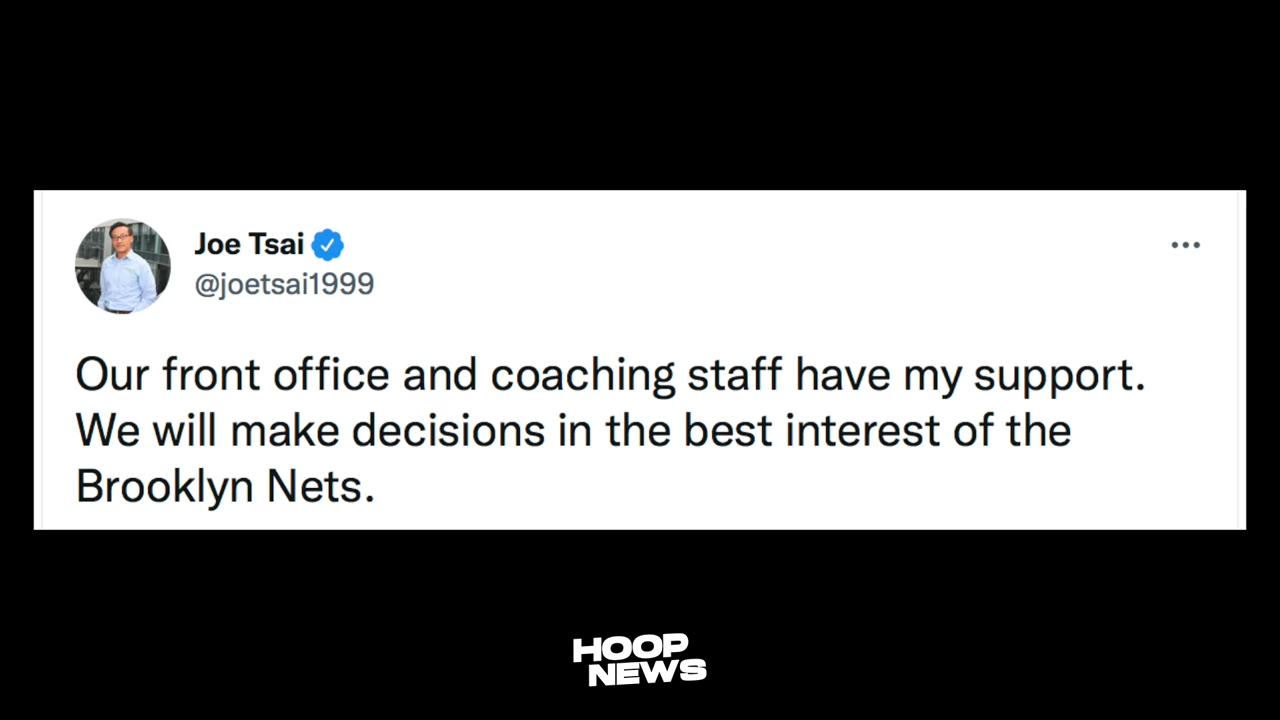 Joe Tsai
@joetsai1999
Our front office and coaching staff have my support.
We will make decisions in the best interest of the
Brooklyn Nets.
HOOP
NEWS